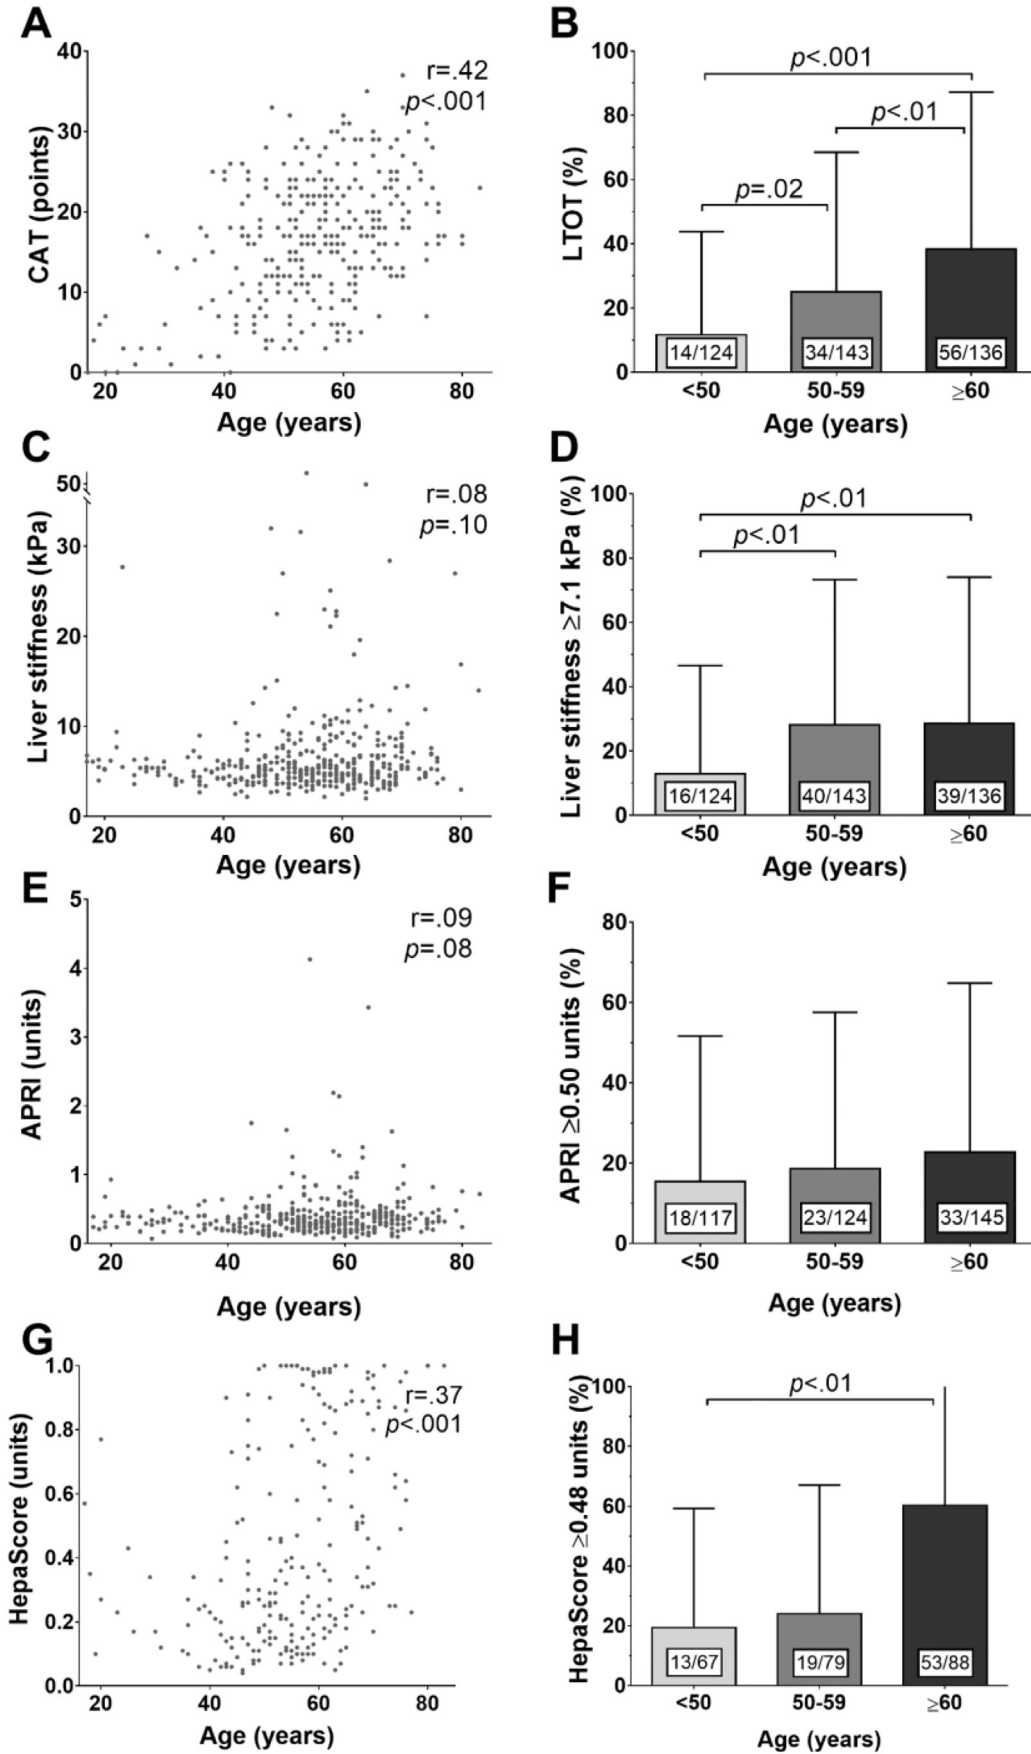 A
CAT (points)
40
30
20
10
0
20
40
60
80
Age (years)
r=.42
p<.001
B
LTOT (%)
100
80
60
40
20
0
p<.001
p<.01
p=.02
14/124
34/143
56/136
<50
50-59
≥60
Age (years)
C
Liver stiffness (kPa)
50
30
20
10
0
20
40
60
80
Age (years)
r=.08
p=.10
D
Liver stiffness ≥7.1 kPa (%)
100
80
60
40
20
0
p<.01
p<.01
16/124
40/143
39/136
<50
50-59
≥60
Age (years)
E
APRI (units)
5
4
3
2
1
0
20
40
60
80
Age (years)
r=.09
p=.08
F
APRI ≥0.50 units (%)
80
60
40
20
0
18/117
23/124
33/145
<50
50-59
≥60
Age (years)
G
HepaScore (units)
1.0
0.8
0.6
0.4
0.2
0.0
20
40
60
80
Age (years)
r=.37
p<.001
H
HepaScore ≥0.48 units (%)
100
80
60
40
20
0
p<.01
13/67
19/79
53/88
<50
50-59
≥60
Age (years)